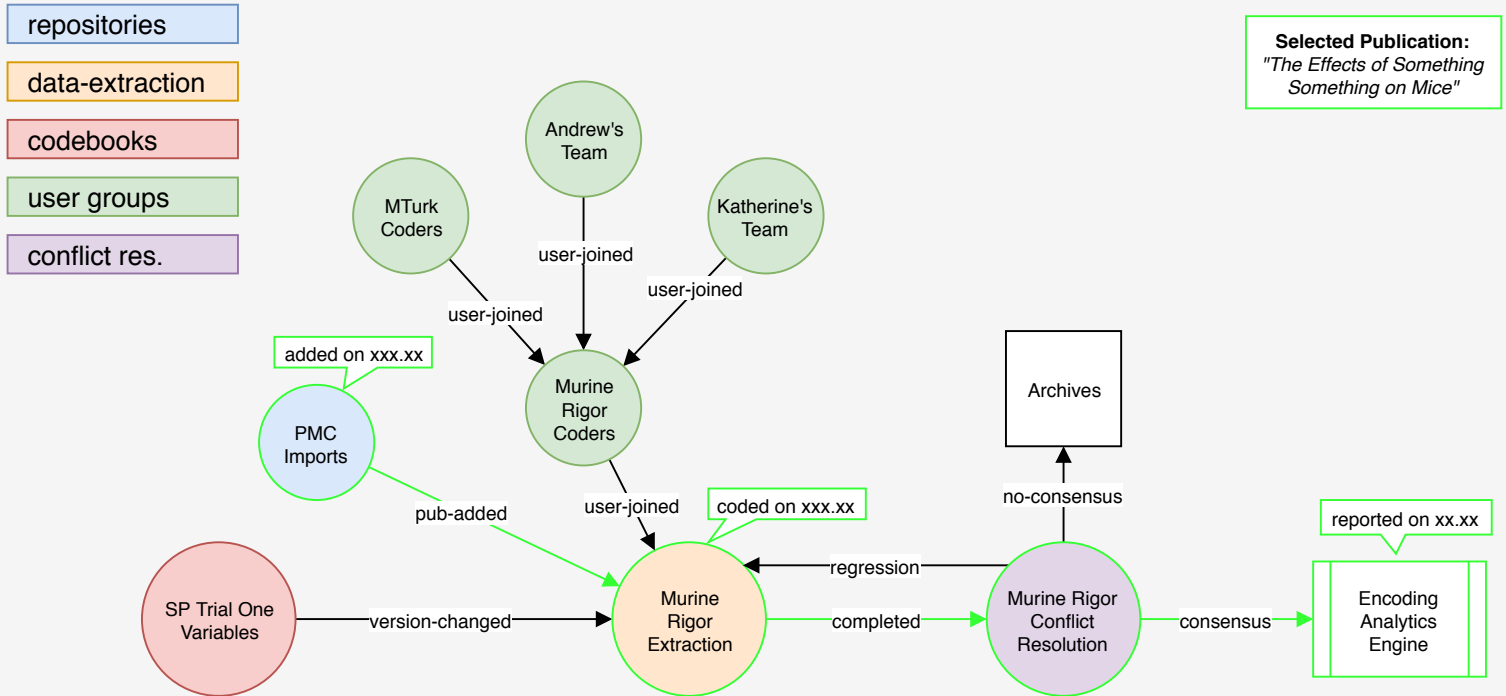 repositories
data-extraction
codebooks
user groups
conflict res.
Selected Publication:
"The Effects of Something
Something on Mice"
Andrew's
Team
MTurk
Coders
Katherine's
Team
user-joined
user-joined
user-joined
added on xxx.xx
PMC
Imports
Murine
Rigor
Coders
Archives
pub-added
user-joined
coded on xxx.xx
no-consensus
reported on xx.xx
regression
SP Trial One
Variables
version-changed
Murine
Rigor
Extraction
completed
Murine Rigor
Conflict
Resolution
consensus
Encoding
Analytics
Engine